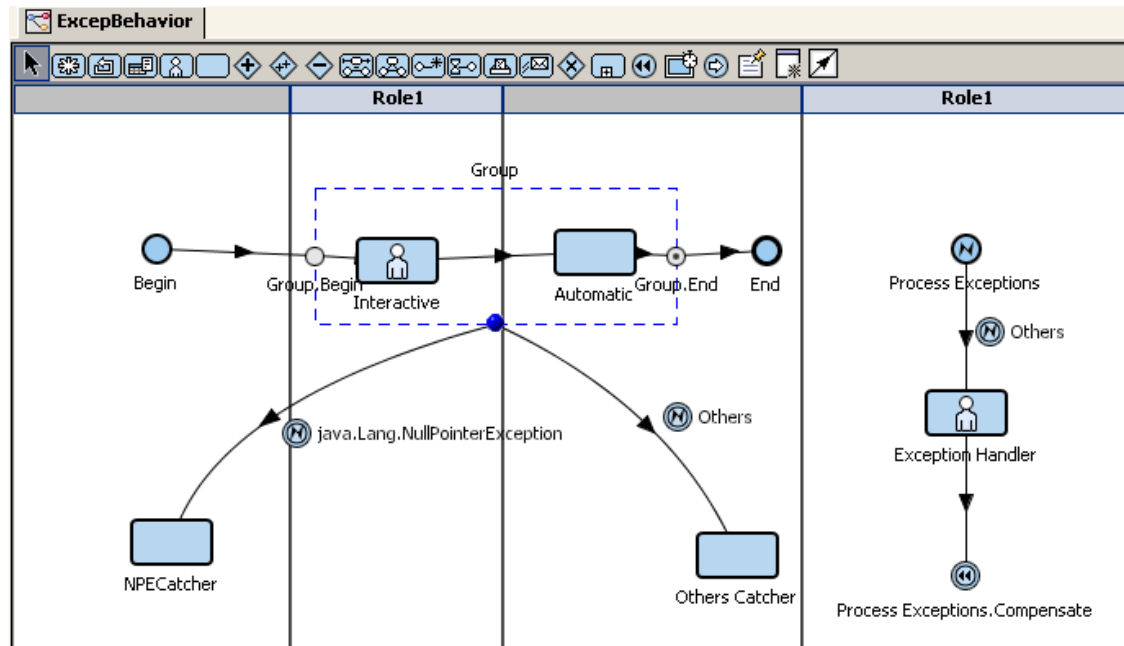 ExcepBehavior
Role1
Role1
Group
Begin
Group.Begin
Interactive
Automatic
Group.End
End
Process Exceptions
Others
java.Lang.NullPointerException
Others
Exception Handler
NPECatcher
Others Catcher
Process Exceptions.Compensate